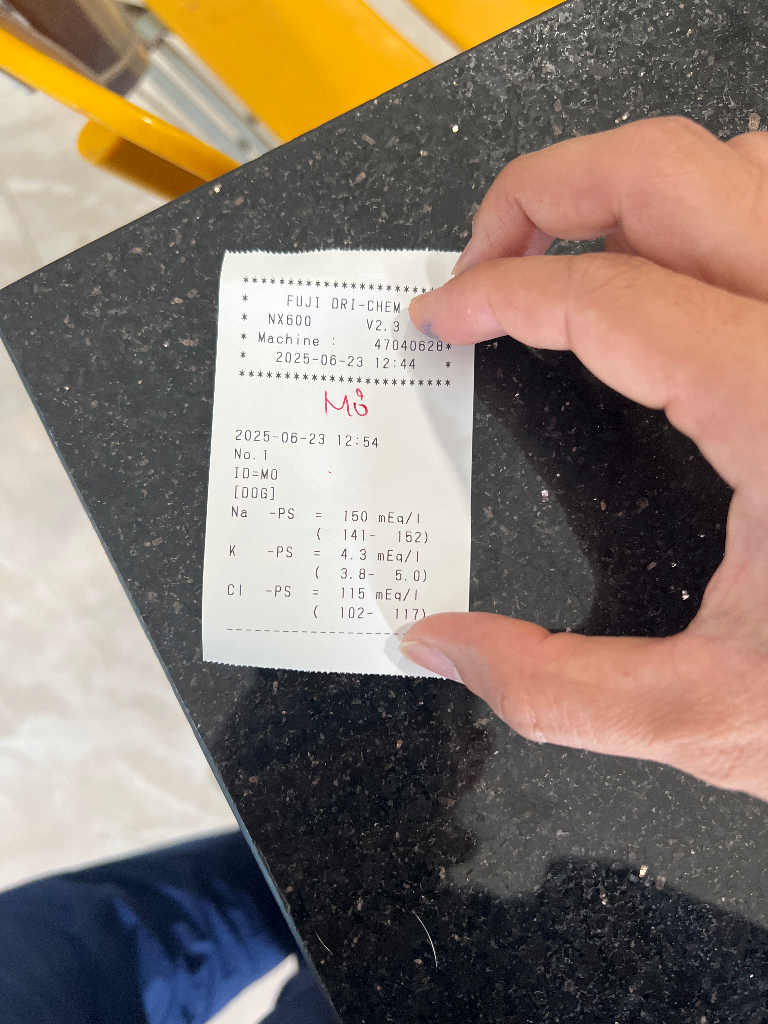 ***********************
* FUJI DRI-CHEM
* NX600 V2.3
* Machine : 47040628*
* 2025-06-23 12:44 *
***********************
Mỏ
2025-06-23 12:54
No.1
ID=MO
[DOG]
Na -PS = 150 mEq/l
( 141- 152)
K -PS = 4.3 mEq/l
( 3.8- 5.0)
Cl -PS = 115 mEq/l
( 102- 117)